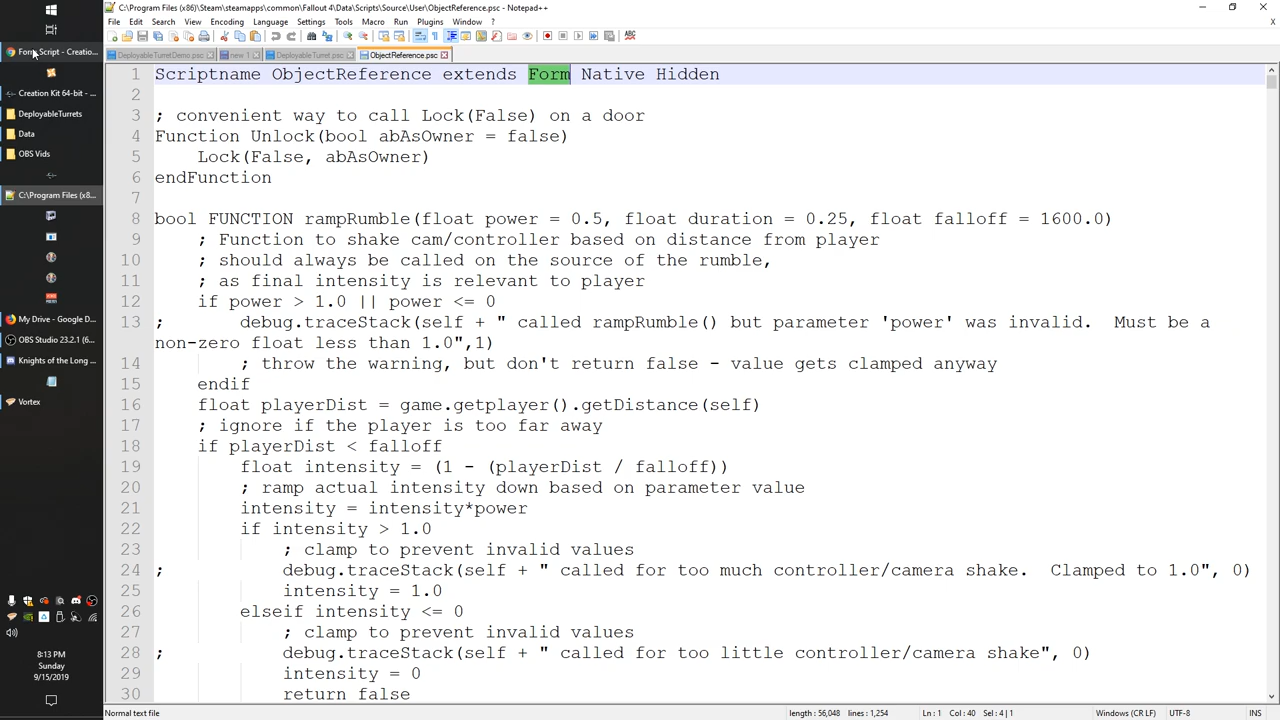 C:\Program Files (x86)\Steam\steamapps\common\Fallout 4\Data\Scripts\Source\User\ObjectReference.psc - Notepad++
File Edit Search View Encoding Language Settings Tools Macro Run Plugins Window ?
X
DeployableTurretDemo.psc new 1 DeployableTurret.psc ObjectReference.psc
Form Script - Creatio...
Creation Kit 64-bit - ...
DeployableTurrets
Data
OBS Vids
C:\Program Files (x8...
My Drive - Google D...
OBS Studio 23.2.1 (6...
Knights of the Long ...
Vortex
8:13 PM
Sunday
9/15/2019
1 Scriptname ObjectReference extends Form Native Hidden
2
3 ; convenient way to call Lock(False) on a door
4 Function Unlock(bool abAsOwner = false)
5 Lock(False, abAsOwner)
6 endFunction
7
8 bool FUNCTION rampRumble(float power = 0.5, float duration = 0.25, float falloff = 1600.0)
9 ; Function to shake cam/controller based on distance from player
10 ; should always be called on the source of the rumble,
11 ; as final intensity is relevant to player
12 if power > 1.0 || power <= 0
13 ; debug.traceStack(self + " called rampRumble() but parameter 'power' was invalid. Must be a
non-zero float less than 1.0",1)
14 ; throw the warning, but don't return false - value gets clamped anyway
15 endif
16 float playerDist = game.getplayer().getDistance(self)
17 ; ignore if the player is too far away
18 if playerDist < falloff
19 float intensity = (1 - (playerDist / falloff))
20 ; ramp actual intensity down based on parameter value
21 intensity = intensity*power
22 if intensity > 1.0
23 ; clamp to prevent invalid values
24 ; debug.traceStack(self + " called for too much controller/camera shake. Clamped to 1.0", 0)
25 intensity = 1.0
26 elseif intensity <= 0
27 ; clamp to prevent invalid values
28 ; debug.traceStack(self + " called for too little controller/camera shake", 0)
29 intensity = 0
30 return false
Normal text file length : 56,048 lines : 1,254 Ln : 1 Col : 40 Sel : 4 | 1 Windows (CR LF) UTF-8 INS